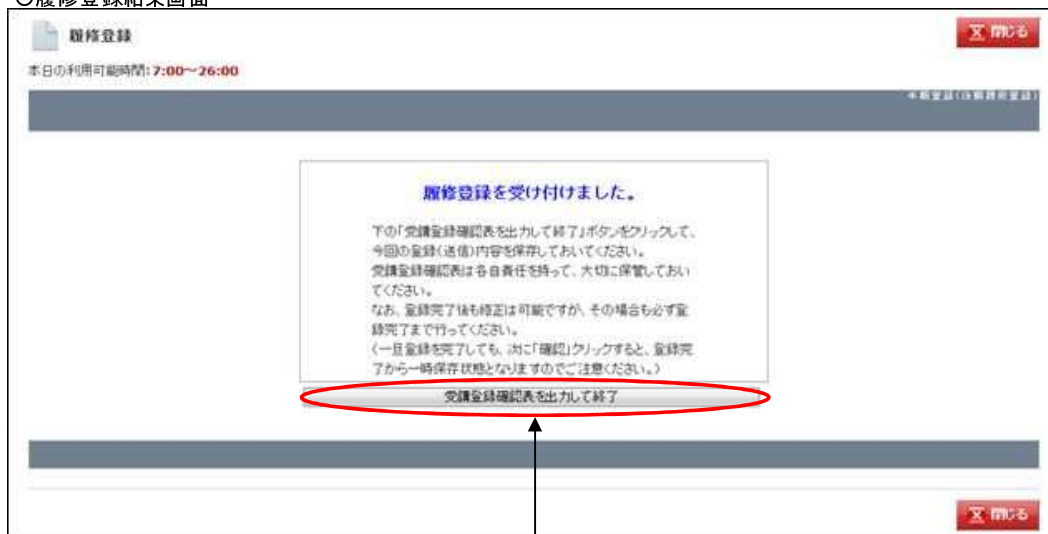 〇履修登録結果画面
履修登録
閉じる
本日の利用可能時間:7:00～26:00
履修登録を受け付けました。
下の「受講登録確認表を出力して終了」ボタンをクリックして、
今回の登録(送信)内容を保存しておいてください。
受講登録確認表は各自責任を持って、大切に保管しておい
てください。
なお、登録完了後も修正は可能ですが、その場合も必ず登
録完了まで行ってください。
(一旦登録を完了しても、次に「確認」クリックすると、登録完
了から一時保存状態となりますのでご注意ください。)
受講登録確認表を出力して終了
閉じる